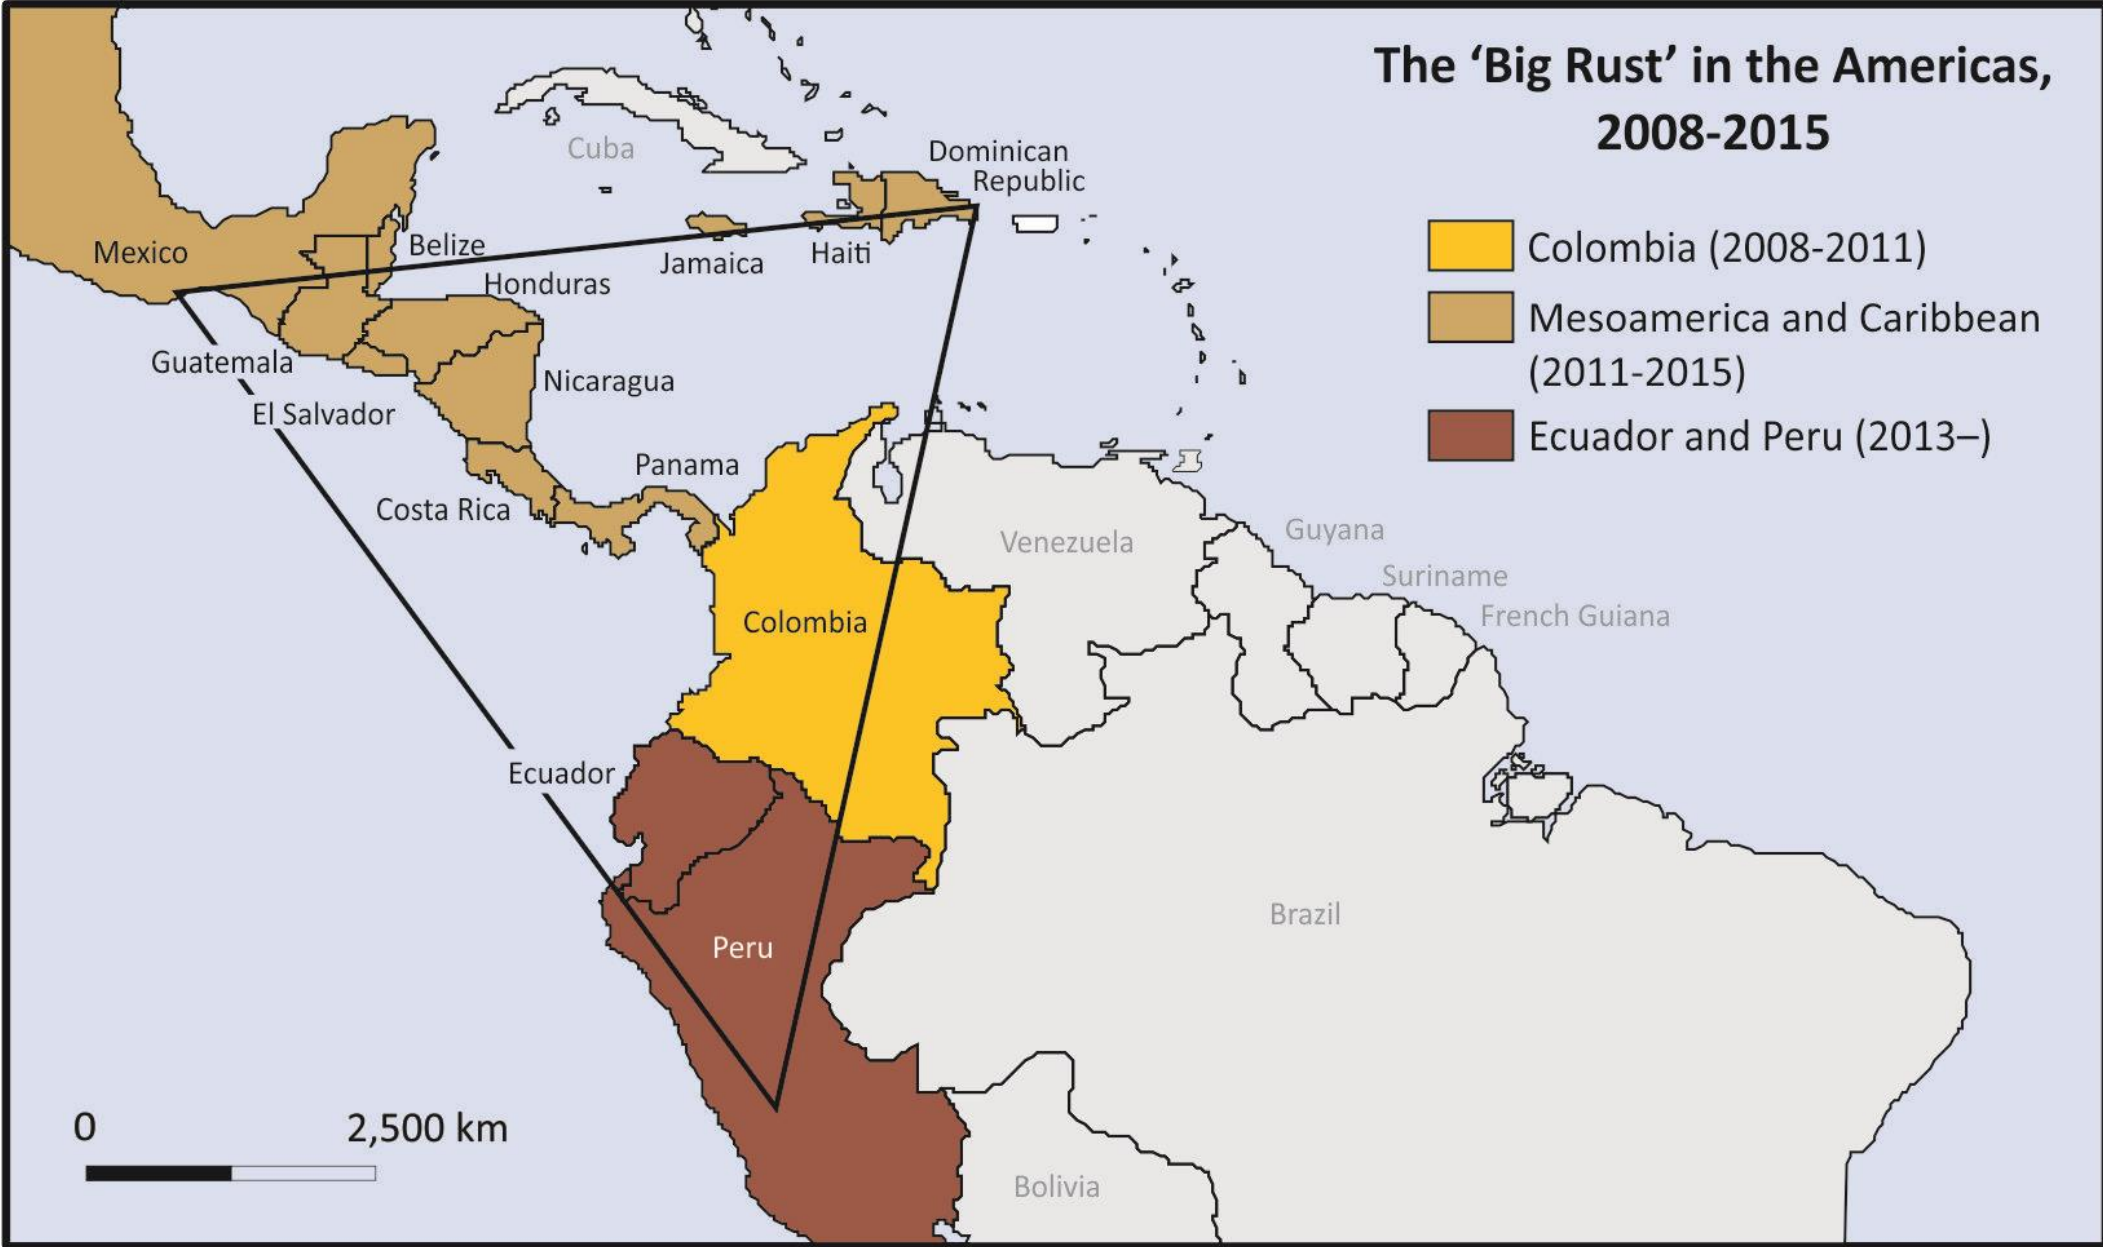 The ‘Big Rust’ in the Americas,
2008-2015
Cuba
Dominican
Republic
Mexico
Belize
Haiti
Jamaica
Honduras
Guatemala
Nicaragua
El Salvador
Panama
Costa Rica
Colombia (2008-2011)
Mesoamerica and Caribbean
(2011-2015)
Ecuador and Peru (2013–)
Venezuela
Guyana
Suriname
French Guiana
Colombia
Ecuador
Peru
Brazil
Bolivia
0 2,500 km